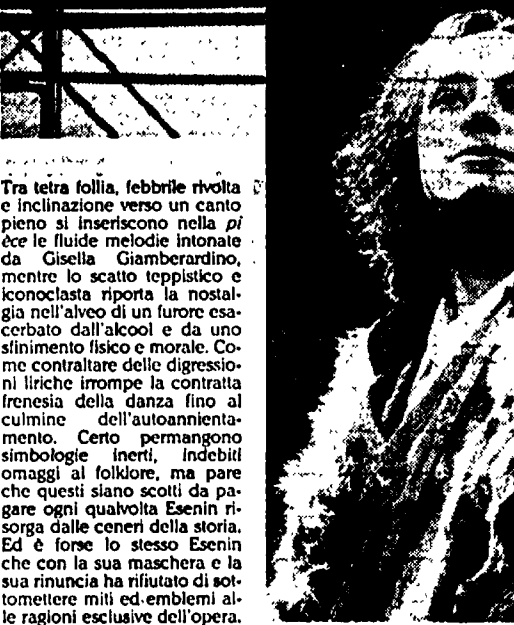 Tra tetra follia, febbrile rivolta
e inclinazione verso un canto
pieno si inseriscono nella pi
èce le fluide melodie intonate
da Gisella Giamberardino,
mentre lo scatto teppistico e
iconoclasta riporta la nostal-
gia nell'alveo di un furore esa-
cerbato dall'alcool e da uno
sfinimento fisico e morale. Co-
me contraltare delle digressio-
ni liriche irrompe la contratta
frenesia della danza fino al
culmine dell'autoannienta-
mento. Certo permangono
simbologie inerti, indebiti
omaggi al folklore, ma pare
che questi siano scotti da pa-
gare ogni qualvolta Esenin ri-
sorga dalle ceneri della storia.
Ed è forse lo stesso Esenin
che con la sua maschera e la
sua rinuncia ha rifiutato di sot-
tomettere miti ed emblemi al-
le ragioni esclusive dell'opera.